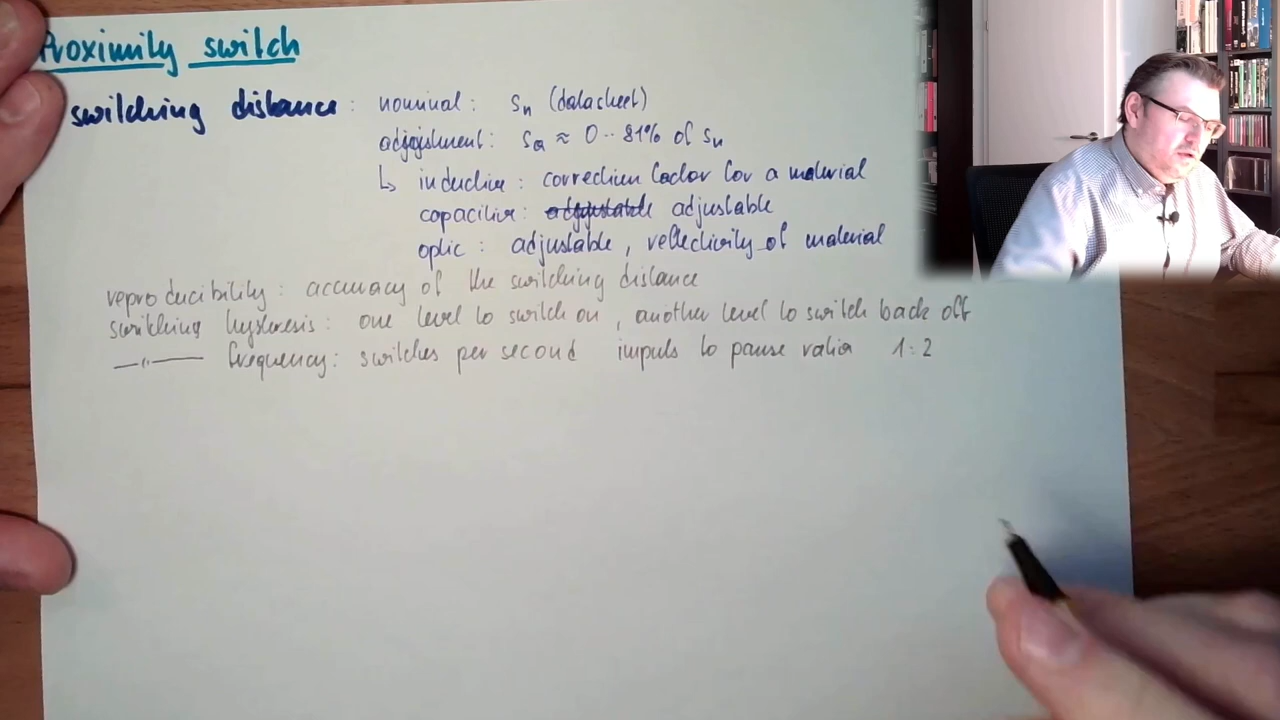 Proximity switch
switching distance: nominal: sn (datasheet)
adjustment: sa ≈ 0..81% of sn
↳ inductive: correction factor for a material
capacitive: adjustable adjustable
optic: adjustable, reflectivity of material
reproducibility: accuracy of the switching distance
switching hysteresis: one level to switch on, another level to switch back off
—"— frequency: switches per second impuls to pause ratio 1:2